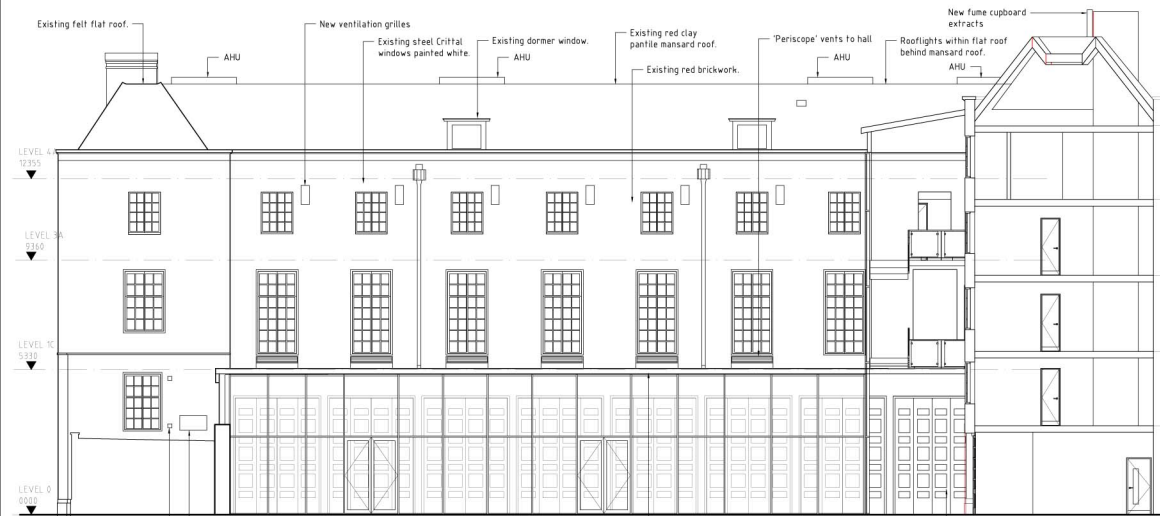 Existing felt flat roof.
New ventilation grilles
Existing steel Crittal
windows painted white.
AHU
Existing dormer window.
AHU
Existing red clay
pantile mansard roof.
Existing red brickwork.
'Periscope' vents to hall
AHU
Rooflights within flat roof
behind mansard roof.
AHU
New fume cupboard
extracts
LEVEL 4A
12355
LEVEL 3A
9360
LEVEL 1C
5330
LEVEL 0
0000